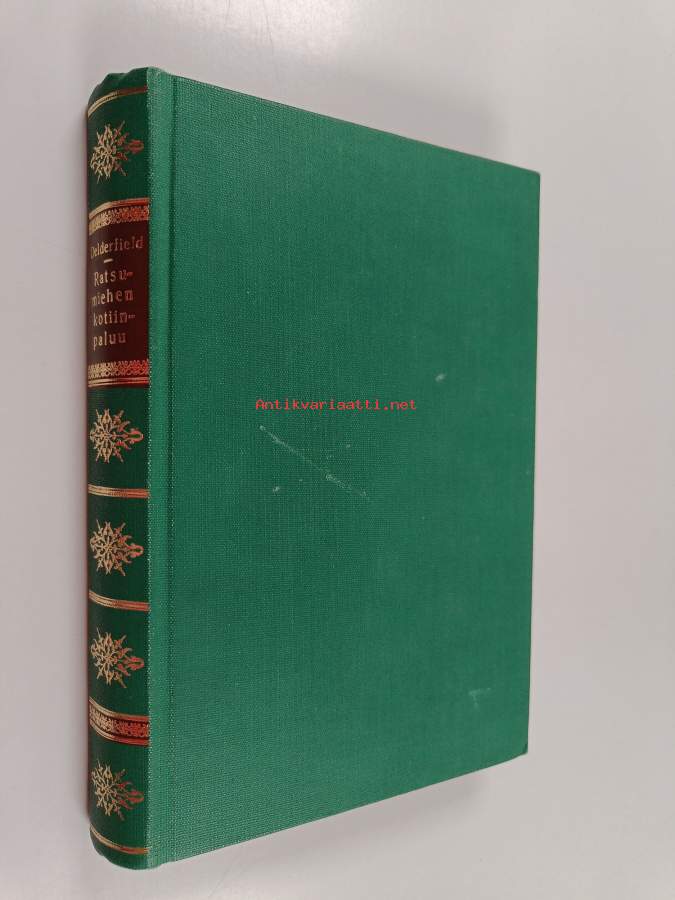 Delderfield
Ratsu-
miehen
kotiin-
paluu
Antikvariaatti.net